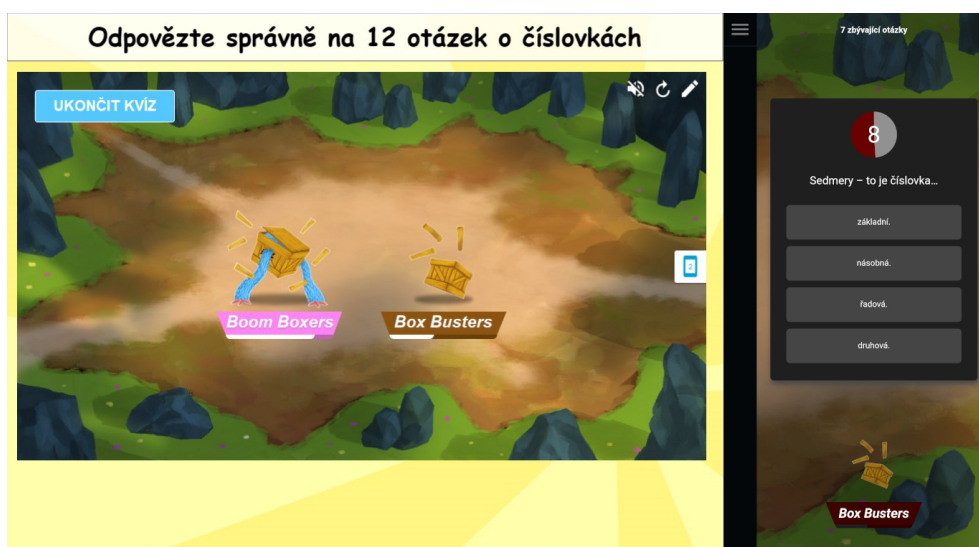 Odpovězte správně na 12 otázek o číslovkách
UKONČIT KVÍZ
2
Boom Boxers
Box Busters
7 zbývající otázky
8
Sedmery – to je číslovka...
základní.
násobná.
řadová.
druhová.
Box Busters